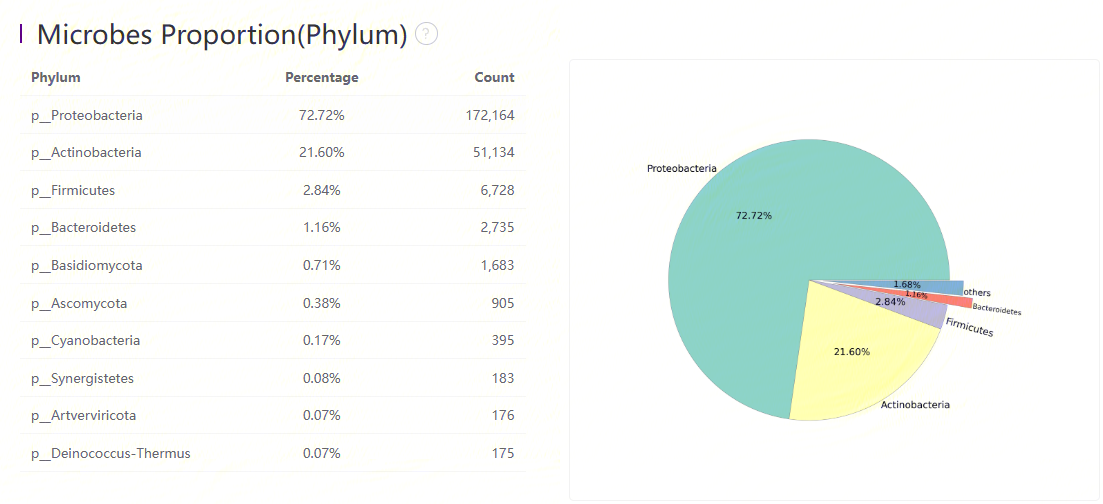 Microbes Proportion(Phylum) ?
Phylum Percentage Count
p__Proteobacteria 72.72% 172,164
p__Actinobacteria 21.60% 51,134
p__Firmicutes 2.84% 6,728
p__Bacteroidetes 1.16% 2,735
p__Basidiomycota 0.71% 1,683
p__Ascomycota 0.38% 905
p__Cyanobacteria 0.17% 395
p__Synergistetes 0.08% 183
p__Artverviricota 0.07% 176
p__Deinococcus-Thermus 0.07% 175
Proteobacteria
72.72%
1.68%
others
1.16%
Bacteroidetes
2.84%
Firmicutes
21.60%
Actinobacteria